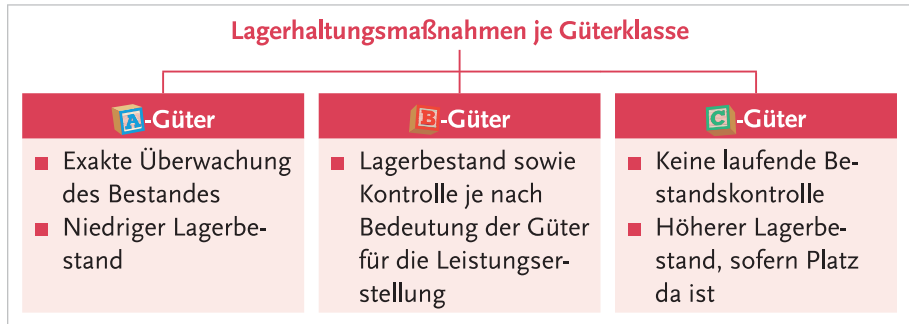 Lagerhaltungsmaßnahmen je Güterklasse
A-Güter
■ Exakte Überwachung
des Bestandes
■ Niedriger Lagerbe-
stand
B-Güter
■ Lagerbestand sowie
Kontrolle je nach
Bedeutung der Güter
für die Leistungser-
stellung
C-Güter
■ Keine laufende Be-
standskontrolle
■ Höherer Lagerbe-
stand, sofern Platz
da ist